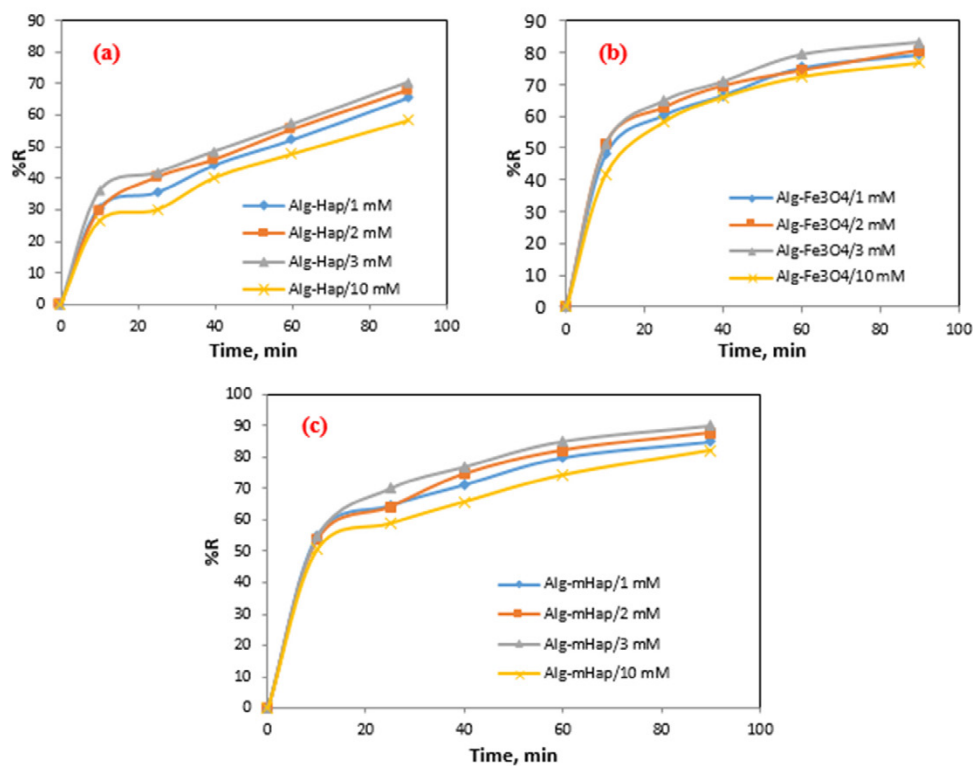 (a)
90
80
70
60
50
40
30
20
10
0
%R
0 20 40 60 80 100
Time, min
Alg-Hap/1 mM
Alg-Hap/2 mM
Alg-Hap/3 mM
Alg-Hap/10 mM
(b)
90
80
70
60
50
40
30
20
10
0
%R
0 20 40 60 80 100
Time, min
Alg-Fe3O4/1 mM
Alg-Fe3O4/2 mM
Alg-Fe3O4/3 mM
Alg-Fe3O4/10 mM
(c)
100
90
80
70
60
50
40
30
20
10
0
%R
0 20 40 60 80 100
Time, min
Alg-mHap/1 mM
Alg-mHap/2 mM
Alg-mHap/3 mM
Alg-mHap/10 mM